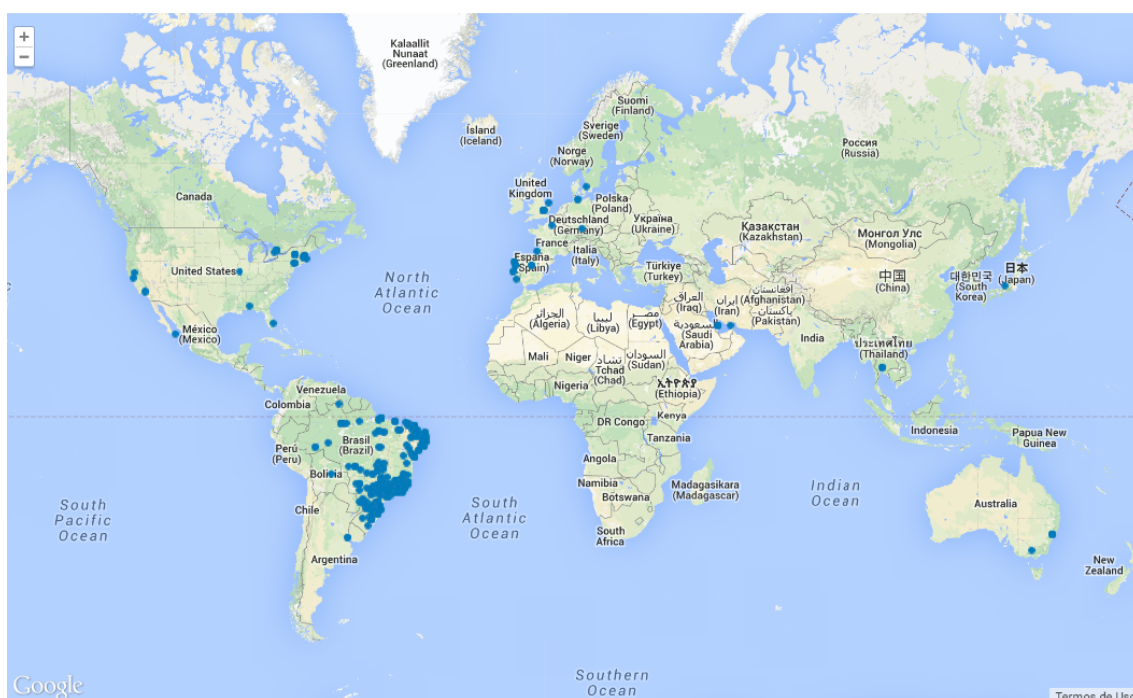 +
−
Kalaallit
Nunaat
(Greenland)
Ísland
(Iceland)
Suomi
(Finland)
Sverige
(Sweden)
Norge
(Norway)
Россия
(Russia)
Canada
United
Kingdom
Polska
(Poland)
Deutschland
(Germany)
Україна
(Ukraine)
Қазақстан
(Kazakhstan)
Монгол Улс
(Mongolia)
France
Italia
(Italy)
España
(Spain)
Türkiye
(Turkey)
中国
(China)
대한민국
(South
Korea)
日本
(Japan)
United States
North
Atlantic
Ocean
افغانستان
(Afghanistan)
ایران
(Iran)
پاکستان
(Pakistan)
العراق
(Iraq)
الجزائر
(Algeria)
ليبيا
(Libya)
مصر
(Egypt)
السعودية
(Saudi
Arabia)
México
(Mexico)
India
ประเทศไทย
(Thailand)
Mali
Niger
تشاد
Tchad
(Chad)
السودان
(Sudan)
Nigeria
ኢትዮጵያ
(Ethiopia)
Venezuela
Colombia
DR Congo
Kenya
Tanzania
Indonesia
Papua New
Guinea
Brasil
(Brazil)
Perú
(Peru)
Bolivia
Angola
Namibia
Botswana
Madagasikara
(Madagascar)
Indian
Ocean
South
Pacific
Ocean
Chile
South
Atlantic
Ocean
South
Africa
Australia
Argentina
New
Zealand
Southern
Ocean
Google
Termos de Uso